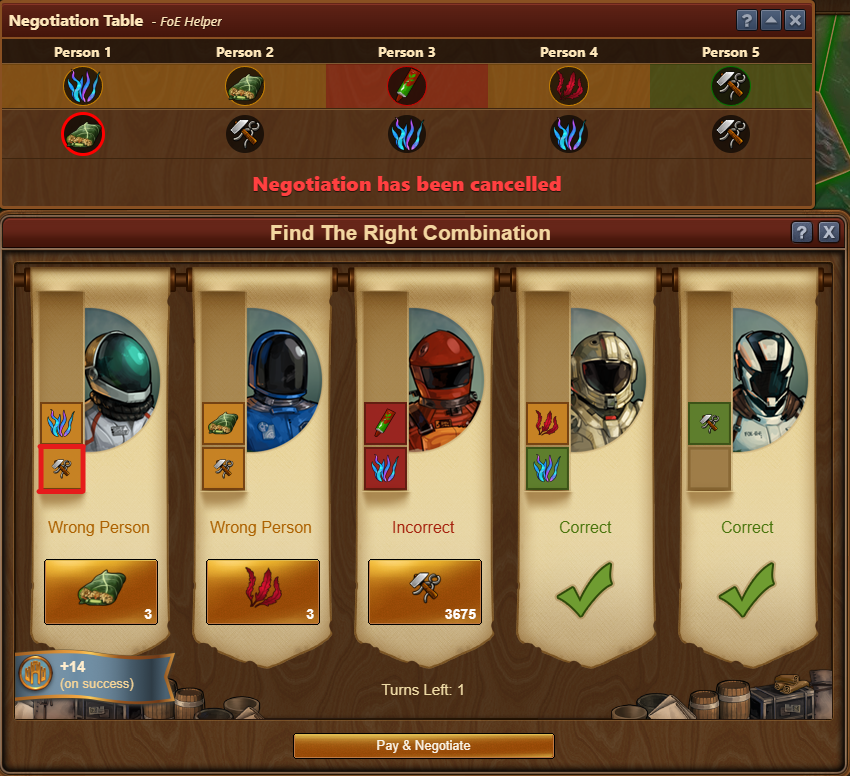 Negotiation Table - FoE Helper
?
Person 1 Person 2 Person 3 Person 4 Person 5
Negotiation has been cancelled
Find The Right Combination
? X
Wrong Person Wrong Person Incorrect Correct Correct
3 3 3675
+14
(on success)
Turns Left: 1
Pay & Negotiate